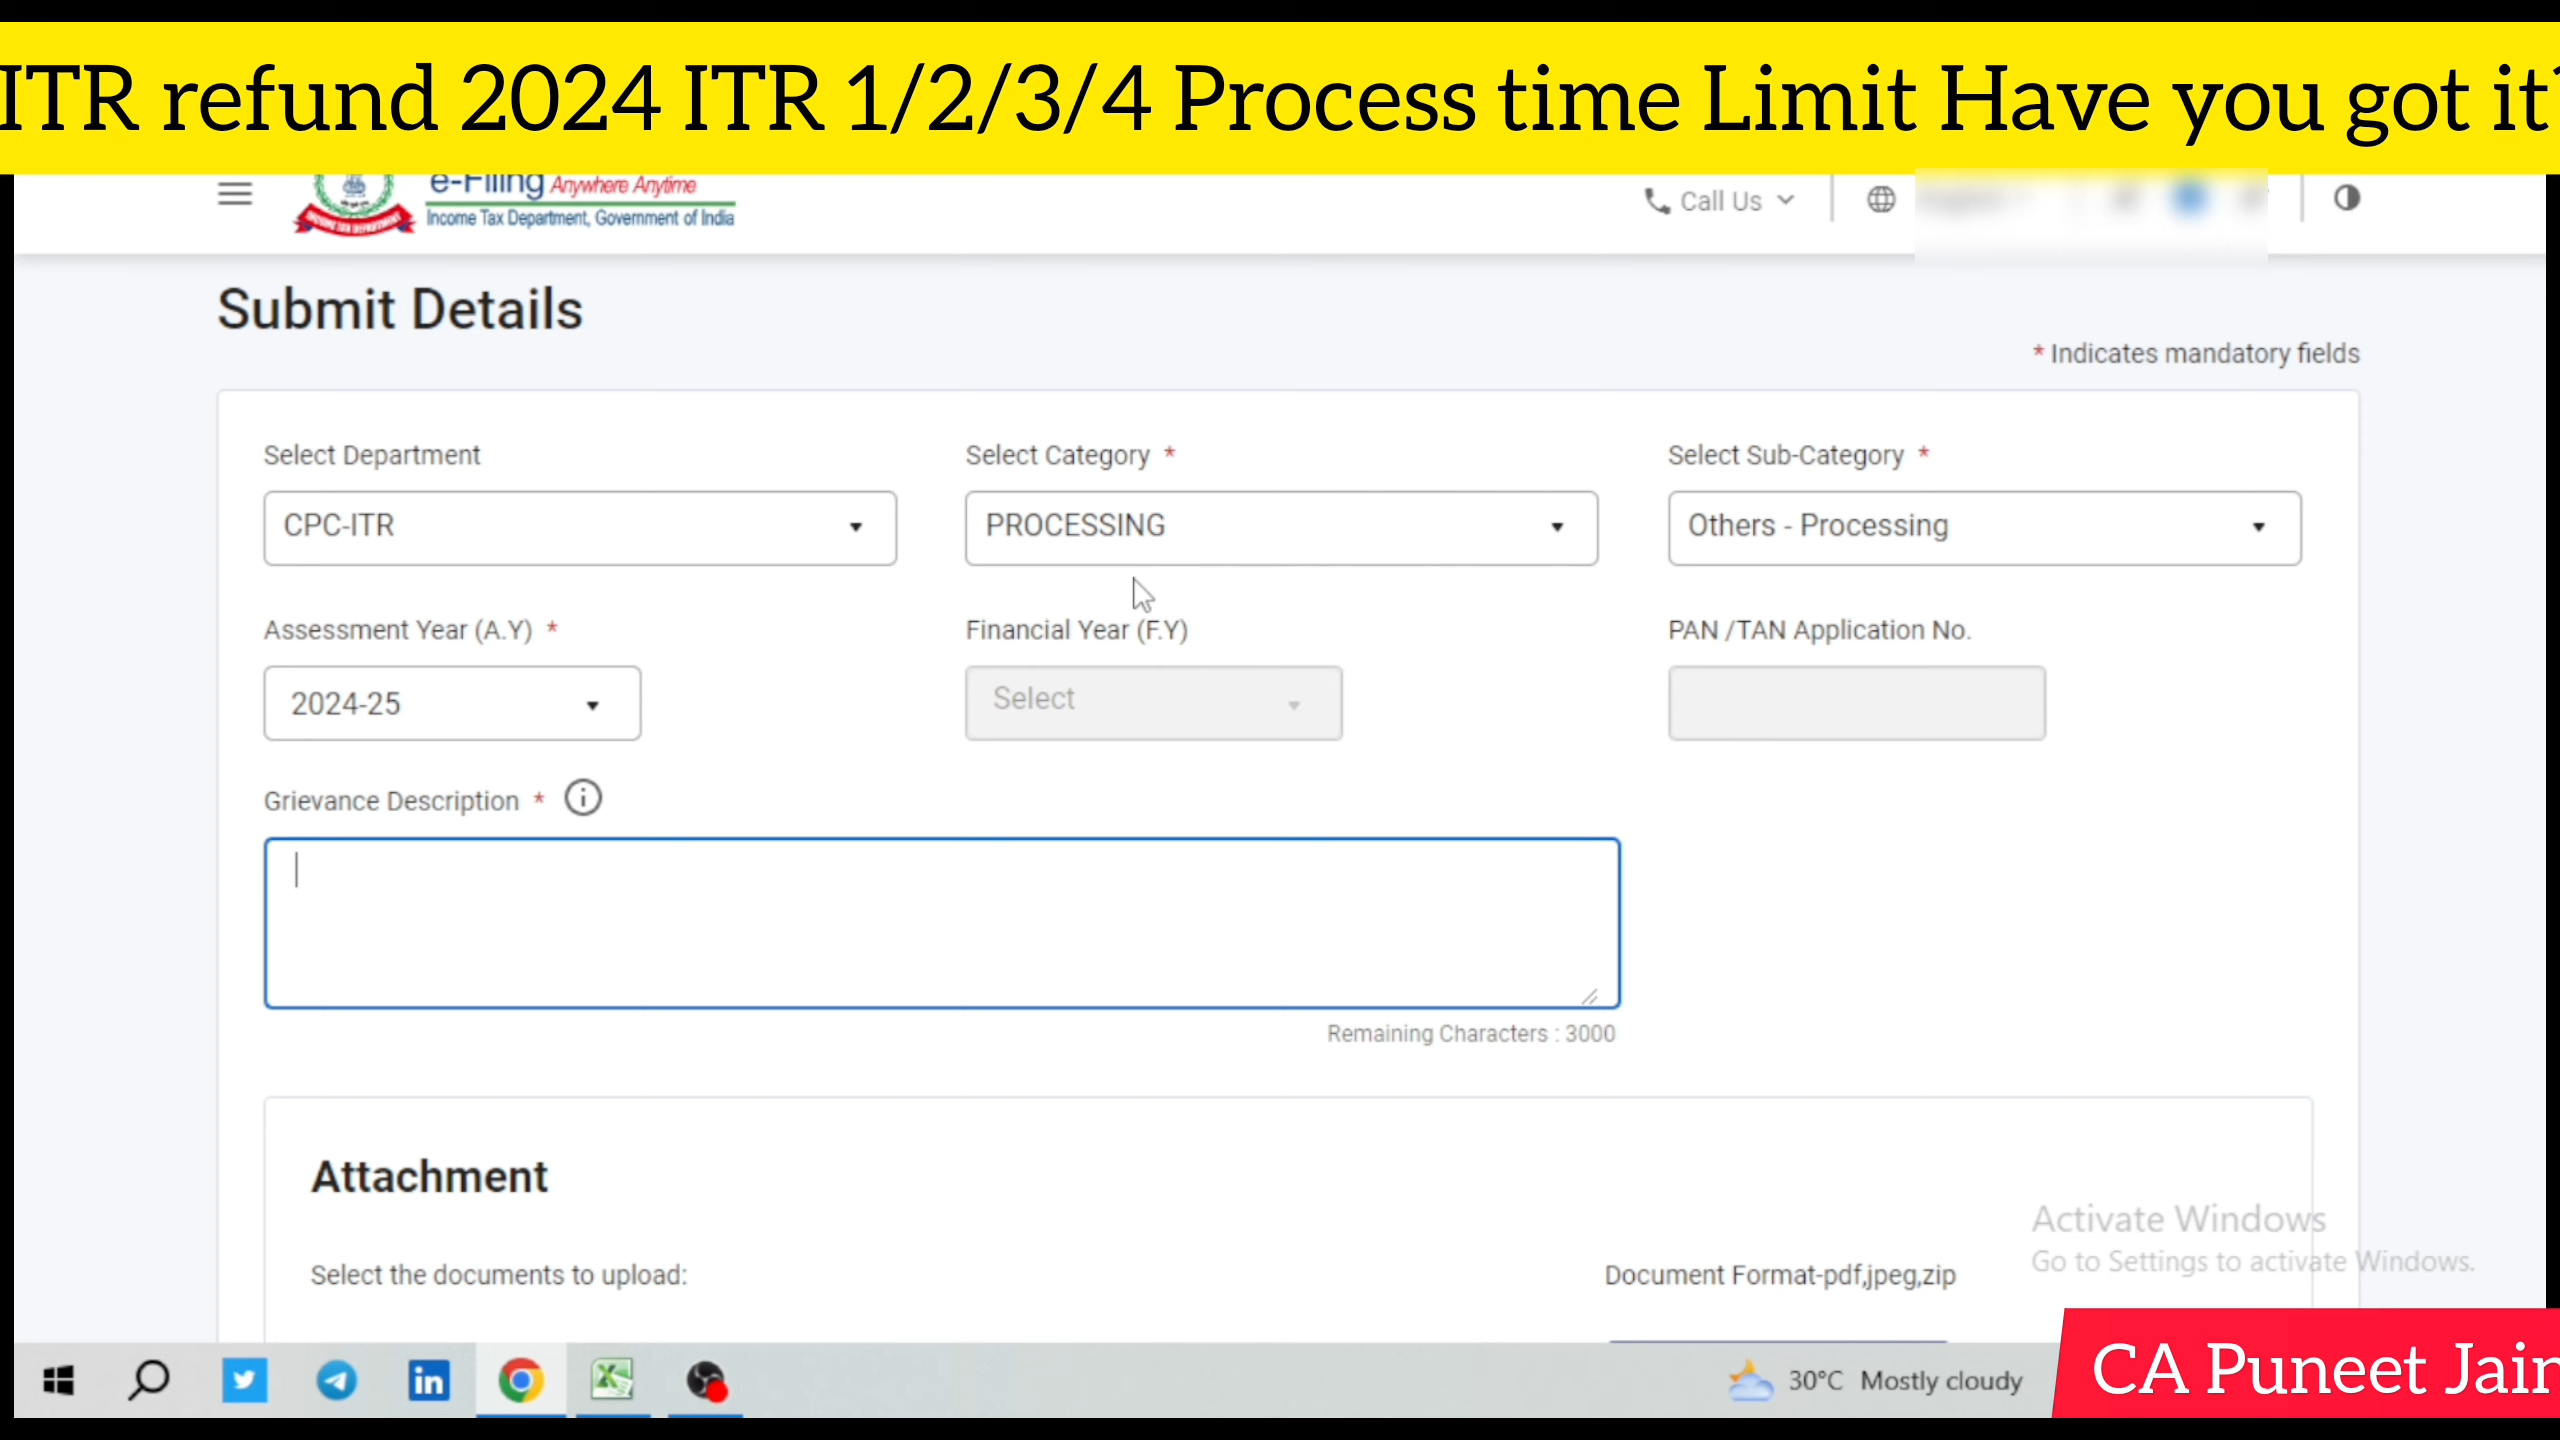 ITR refund 2024 ITR 1/2/3/4 Process time Limit Have you got it
e-Filing Anywhere Anytime
Income Tax Department, Government of India
Call Us
Submit Details
* Indicates mandatory fields
Select Department
Select Category *
Select Sub-Category *
CPC-ITR
PROCESSING
Others - Processing
Assessment Year (A.Y) *
Financial Year (F.Y)
PAN /TAN Application No.
2024-25
Select
Grievance Description *
Remaining Characters : 3000
Attachment
Select the documents to upload:
Document Format-pdf,jpeg,zip
Activate Windows
Go to Settings to activate Windows.
30°C Mostly cloudy
CA Puneet Jain